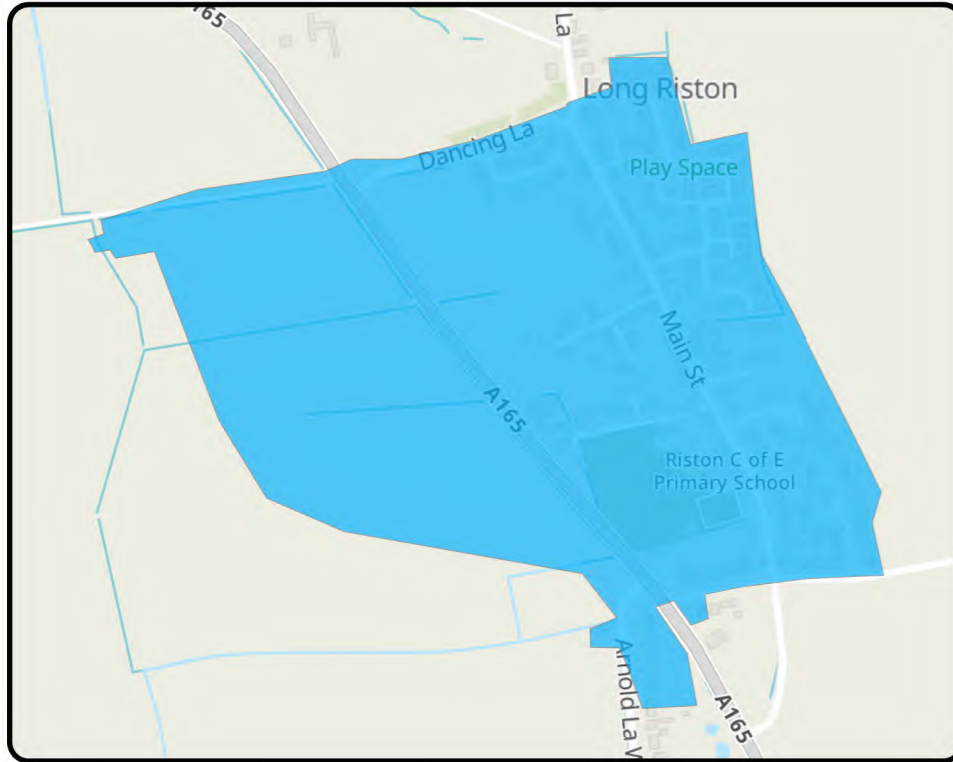 165
La
Long Riston
Dancing La
Play Space
Main St
A165
Riston C of E
Primary School
Arnold La W
A165